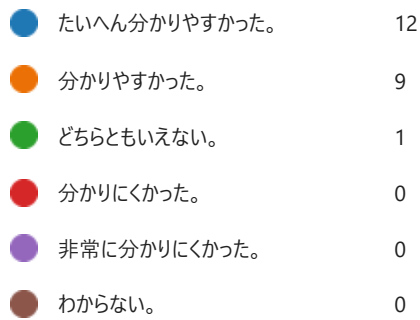 たいへん分かりやすかった。 12
分かりやすかった。 9
どちらともいえない。 1
分かりにくかった。 0
非常に分かりにくかった。 0
わからない。 0